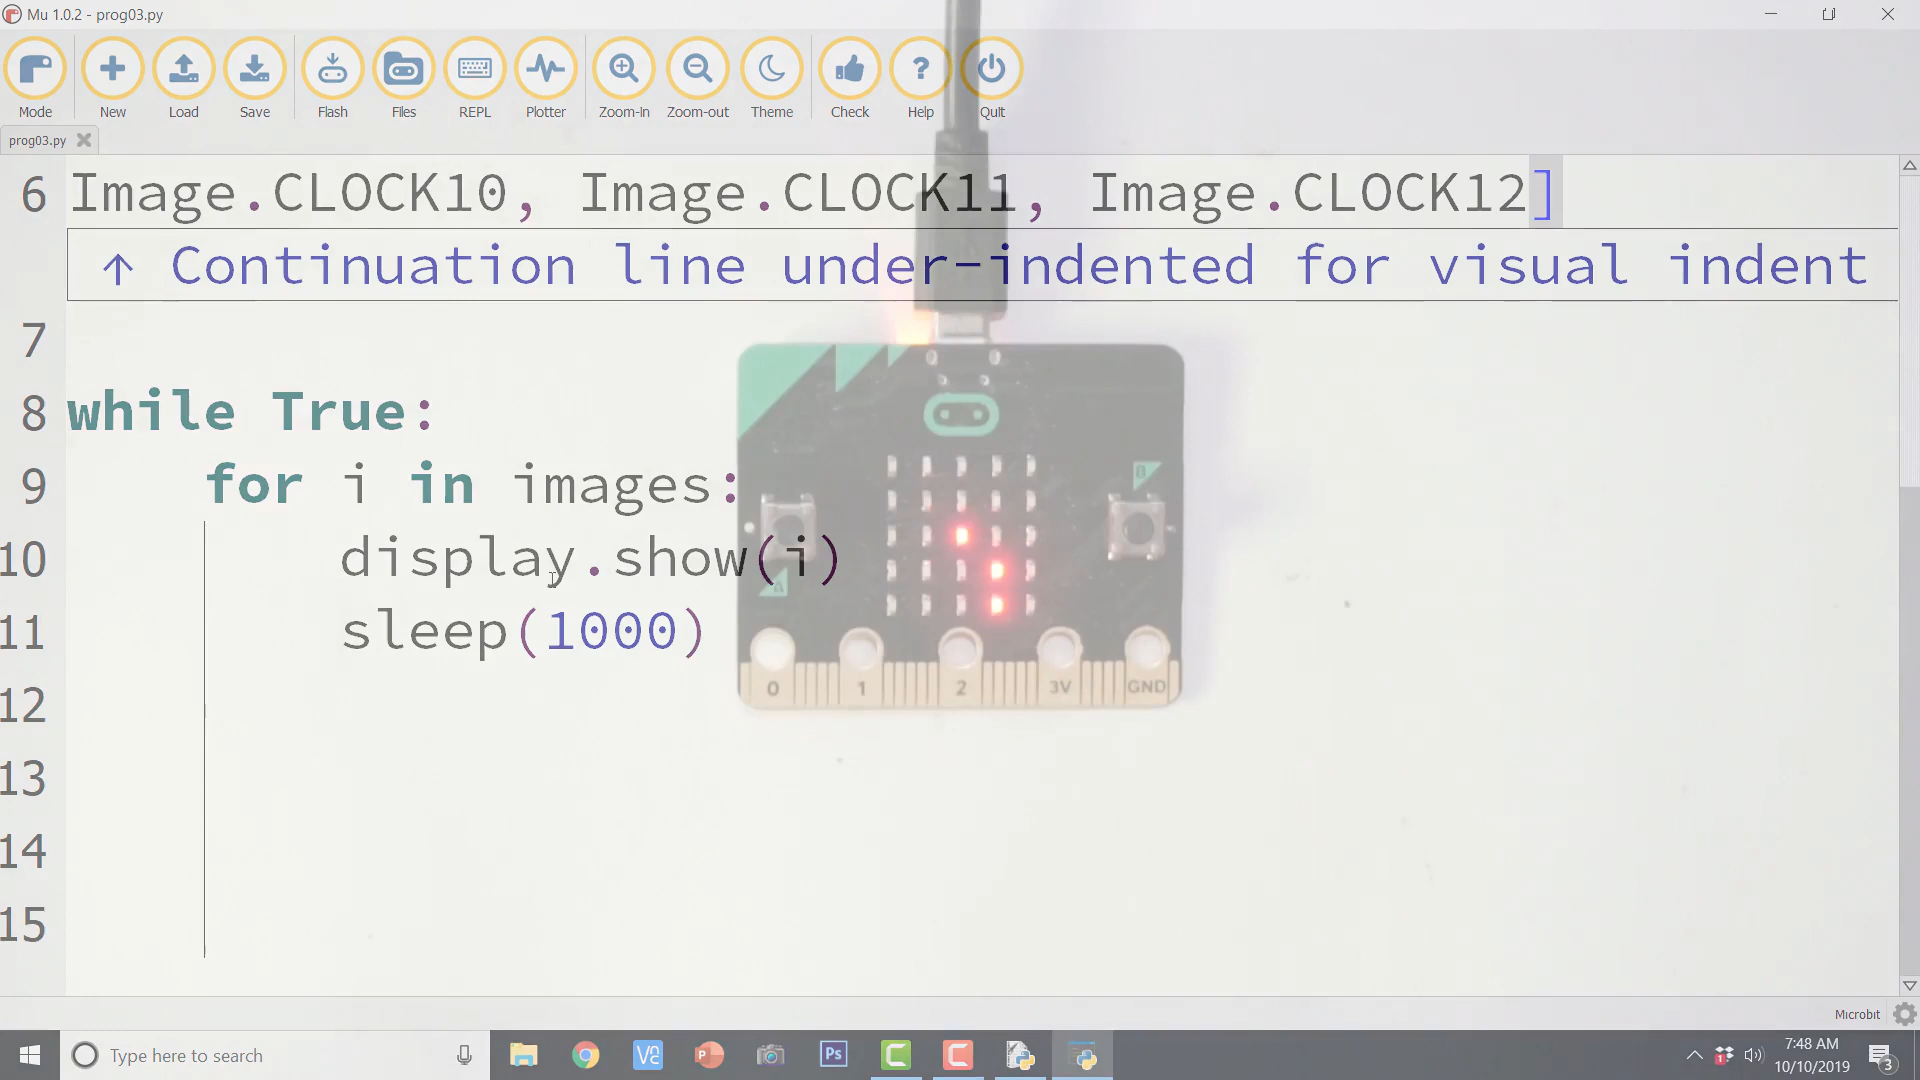 Mu 1.0.2 - prog03.py
Mode New Load Save Flash Files REPL Plotter Zoom-in Zoom-out Theme Check Help Quit
prog03.py
6 Image.CLOCK10, Image.CLOCK11, Image.CLOCK12]
↑ Continuation line under-indented for visual indent
7
8 while True:
9 for i in images:
10 display.show(i)
11 sleep(1000)
12
13
14
15
0 1 2 3V GND
Microbit
Type here to search
Ps
7:48 AM
10/10/2019
3